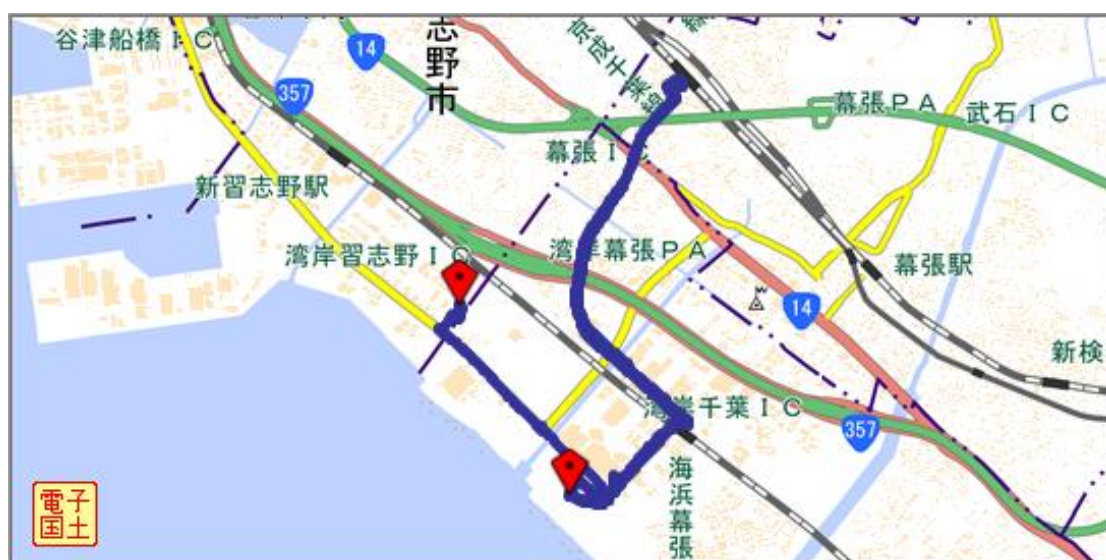 谷津船橋IC
14
志野市
線
京成千葉線
357
幕張PA
武石IC
幕張IC
新習志野駅
湾岸習志野IC
湾岸幕張PA
幕張駅
14
新検
湾岸千葉IC
357
海浜幕張
電子
国土